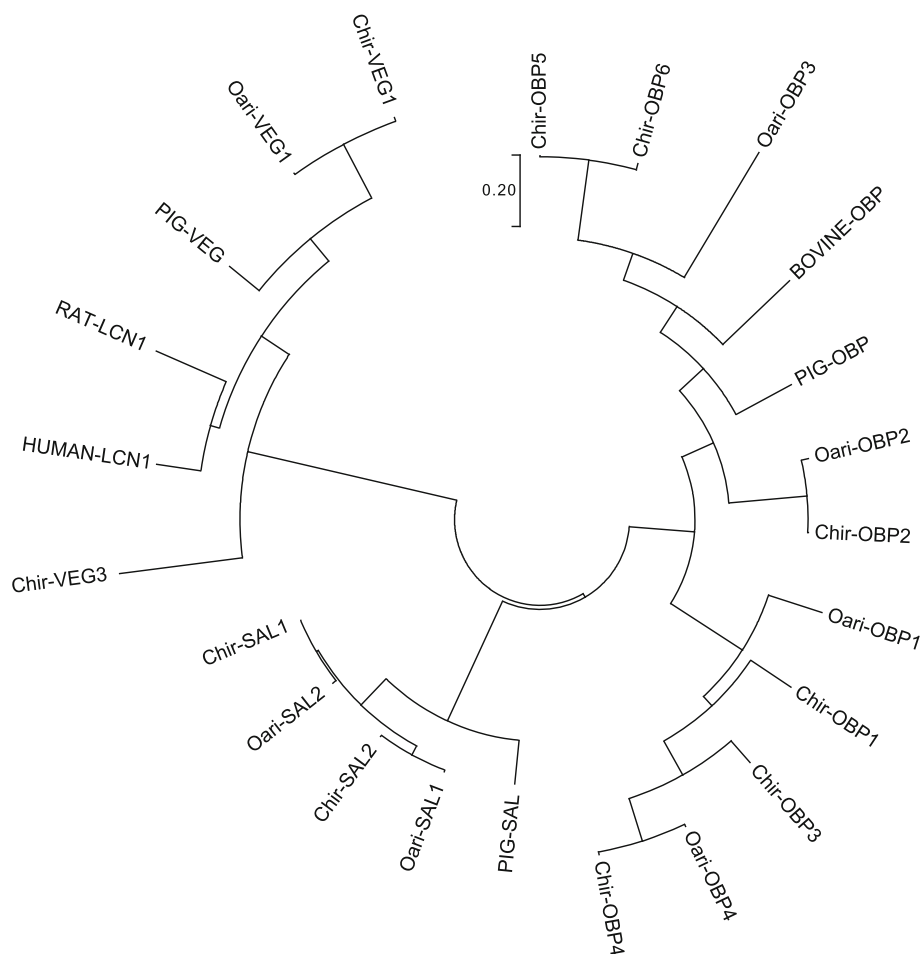 Chir-VEG1
Oari-VEG1
PIG-VEG
RAT-LCN1
HUMAN-LCN1
Chir-VEG3
Chir-SAL1
Oari-SAL2
Chir-SAL2
Oari-SAL1
PIG-SAL
Chir-OBP4
Oari-OBP4
Chir-OBP3
Chir-OBP1
Oari-OBP1
Chir-OBP2
Oari-OBP2
PIG-OBP
BOVINE-OBP
Oari-OBP3
Chir-OBP6
Chir-OBP5
0.20